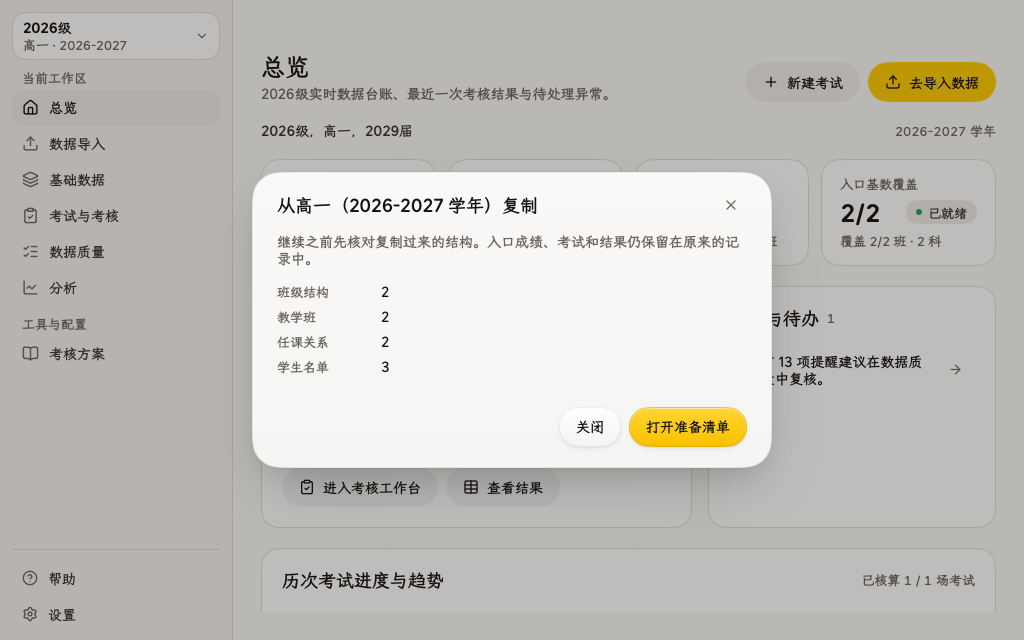 2026级
高一 · 2026-2027
当前工作区
总览
数据导入
基础数据
考试与考核
数据质量
分析
工具与配置
考核方案
帮助
设置
总览
2026级实时数据台账、最近一次考核结果与待处理异常。
新建考试
去导入数据
2026级，高一，2029届
2026-2027 学年
入口基数覆盖
2/2
已就绪
覆盖 2/2 班 · 2 科
从高一（2026-2027 学年）复制
继续之前先核对复制过来的结构。入口成绩、考试和结果仍保留在原来的记
录中。
班级结构 2
教学班 2
任课关系 2
学生名单 3
关闭
打开准备清单
与待办 1
13 项提醒建议在数据质
中复核。
进入考核工作台
查看结果
历次考试进度与趋势
已核算 1 / 1 场考试